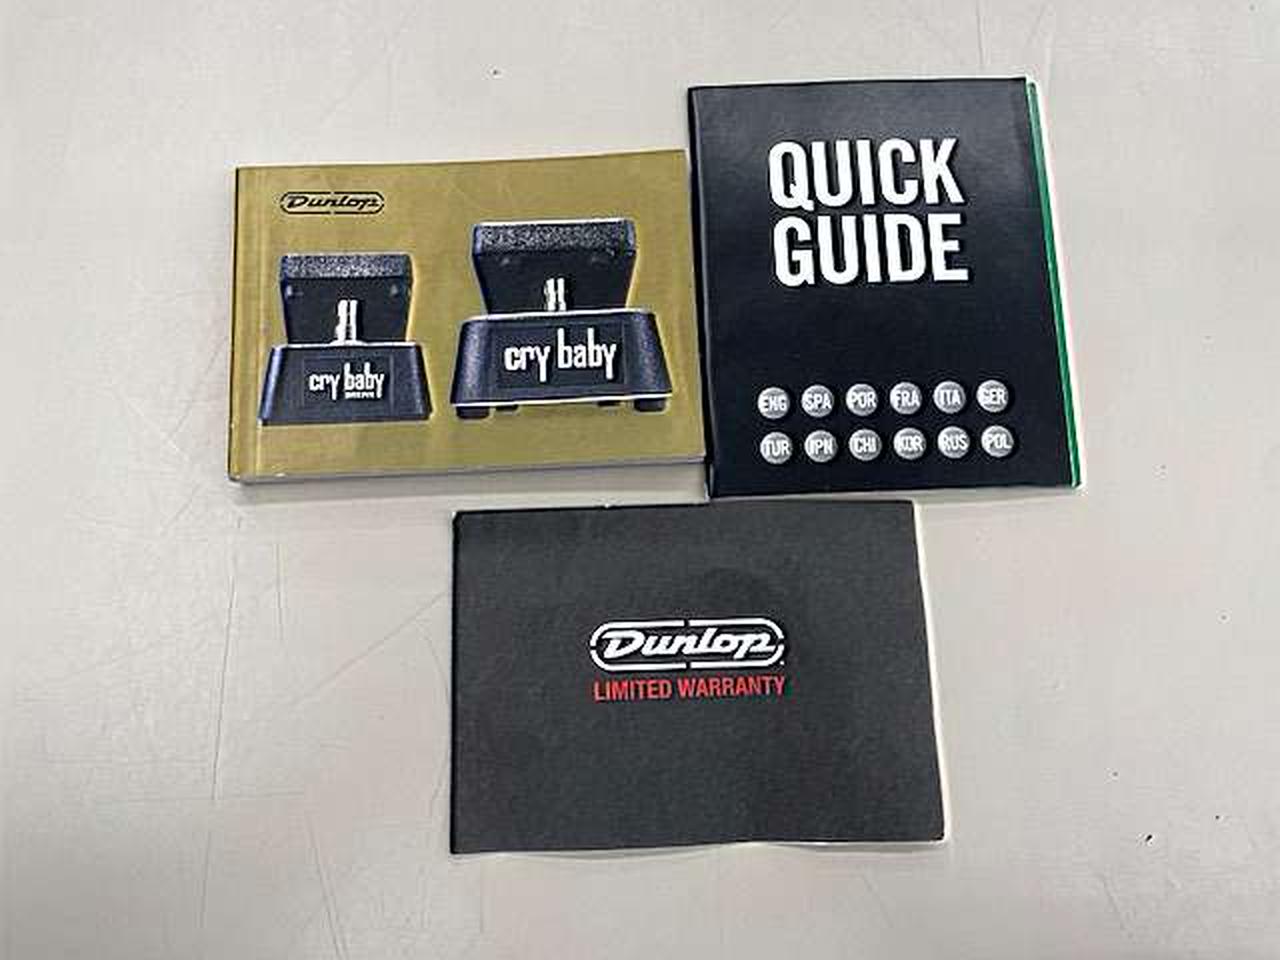 Dunlop
cry baby
cry baby
QUICK
GUIDE
ENG SPA POR FRA ITA GER
TUR JPN CHI KOR RUS POL
Dunlop
LIMITED WARRANTY